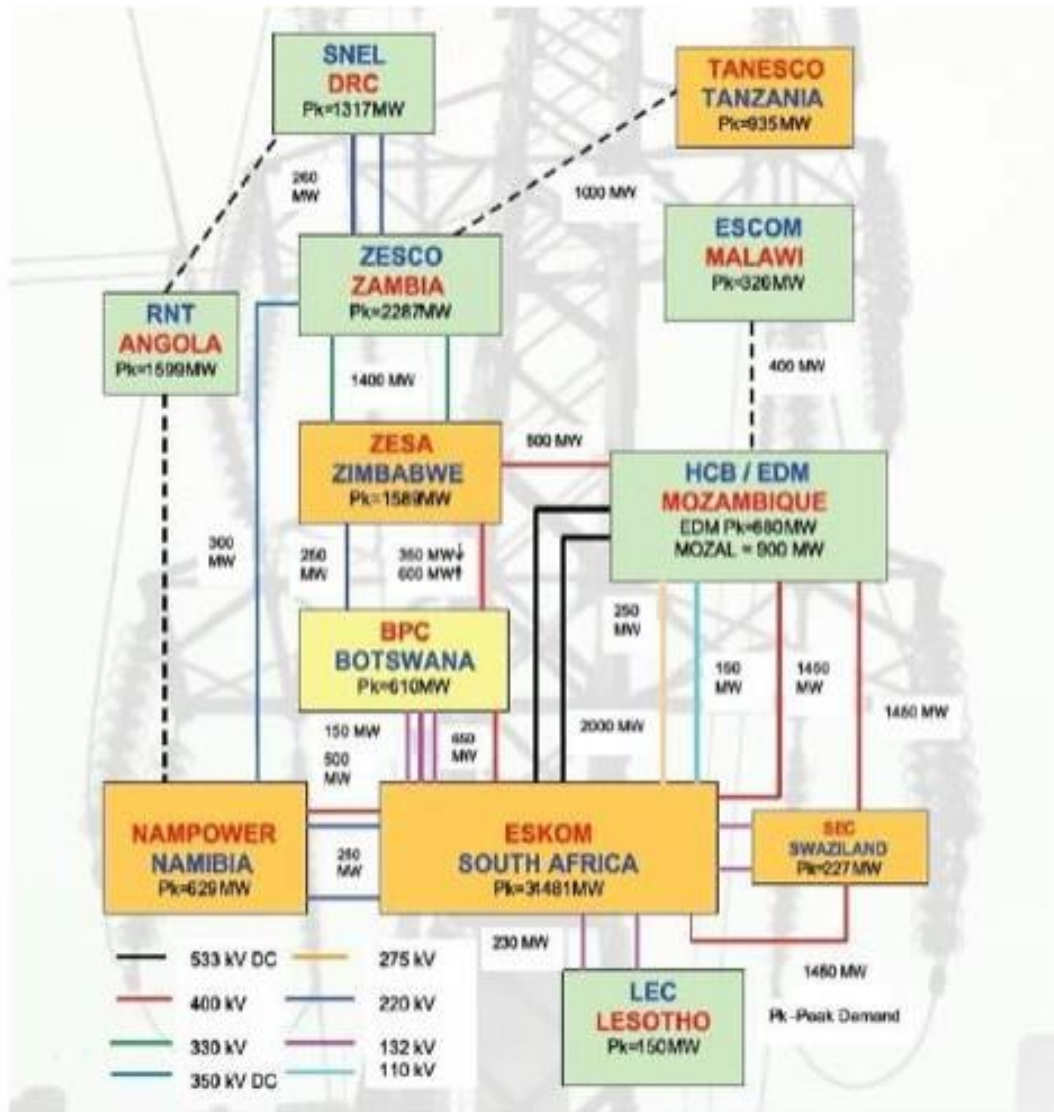 SNEL
DRC
Pk=1317MW
TANESCO
TANZANIA
Pk=935MW
260
MW
1000 MW
ZESCO
ZAMBIA
Pk=2287MW
ESCOM
MALAWI
Pk=326MW
RNT
ANGOLA
Pk=1599MW
1400 MW
400 MW
ZESA
ZIMBABWE
Pk=1589MW
500 MW
HCB / EDM
MOZAMBIQUE
EDM Pk=680MW
MOZAL = 900 MW
300
MW
250
MW
350 MW↓
600 MW↑
BPC
BOTSWANA
Pk=610MW
250
MW
150
MW
1450
MW
1450 MW
150 MW
500
MW
650
MW
2000 MW
NAMPOWER
NAMIBIA
Pk=629MW
250
MW
ESKOM
SOUTH AFRICA
Pk=31481MW
SEC
SWAZILAND
Pk=227MW
230 MW
1450 MW
533 kV DC
275 kV
400 kV
220 kV
330 kV
132 kV
350 kV DC
110 kV
LEC
LESOTHO
Pk=150MW
Pk-Peak Demand